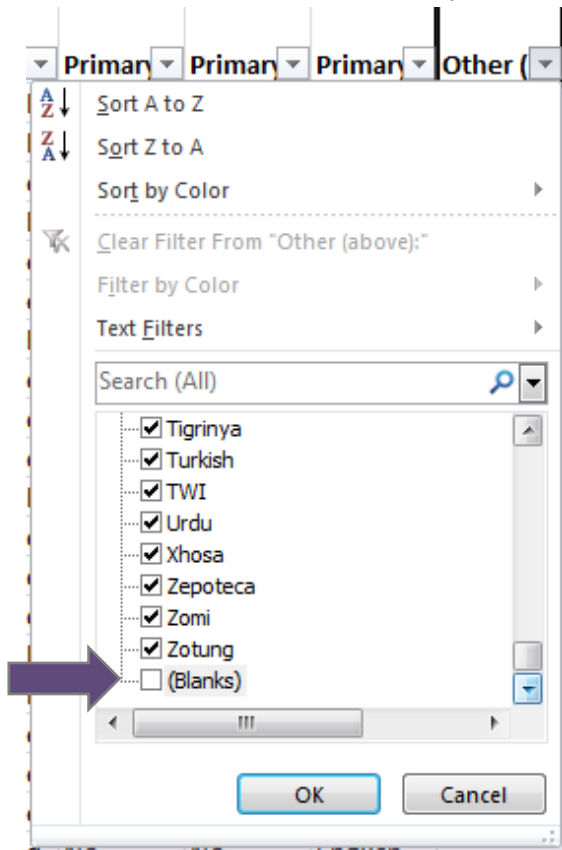 Primary Primary Primary Other (
Sort A to Z
Sort Z to A
Sort by Color
Clear Filter From "Other (above):"
Filter by Color
Text Filters
Search (All)
Tigrinya
Turkish
TWI
Urdu
Xhosa
Zepoteca
Zomi
Zotung
(Blanks)
OK Cancel